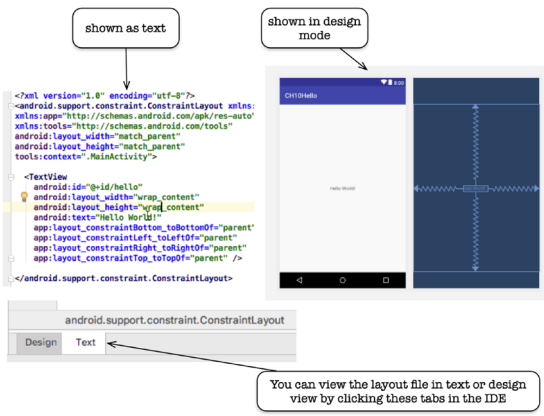 shown as text
shown in design
mode
<?xml version="1.0" encoding="utf-8"?>
<android.support.constraint.ConstraintLayout xmlns:
xmlns:app="http://schemas.android.com/apk/res-auto"
xmlns:tools="http://schemas.android.com/tools"
android:layout_width="match_parent"
android:layout_height="match_parent"
tools:context=".MainActivity">
<TextView
android:id="@+id/hello"
android:layout_width="wrap_content"
android:layout_height="wrap_content"
android:text="Hello World!"
app:layout_constraintBottom_toBottomOf="parent"
app:layout_constraintLeft_toLeftOf="parent"
app:layout_constraintRight_toRightOf="parent"
app:layout_constraintTop_toTopOf="parent" />
</android.support.constraint.ConstraintLayout>
8:00
CH10Hello
Hello World!
android.support.constraint.ConstraintLayout
Design Text
You can view the layout file in text or design
view by clicking these tabs in the IDE